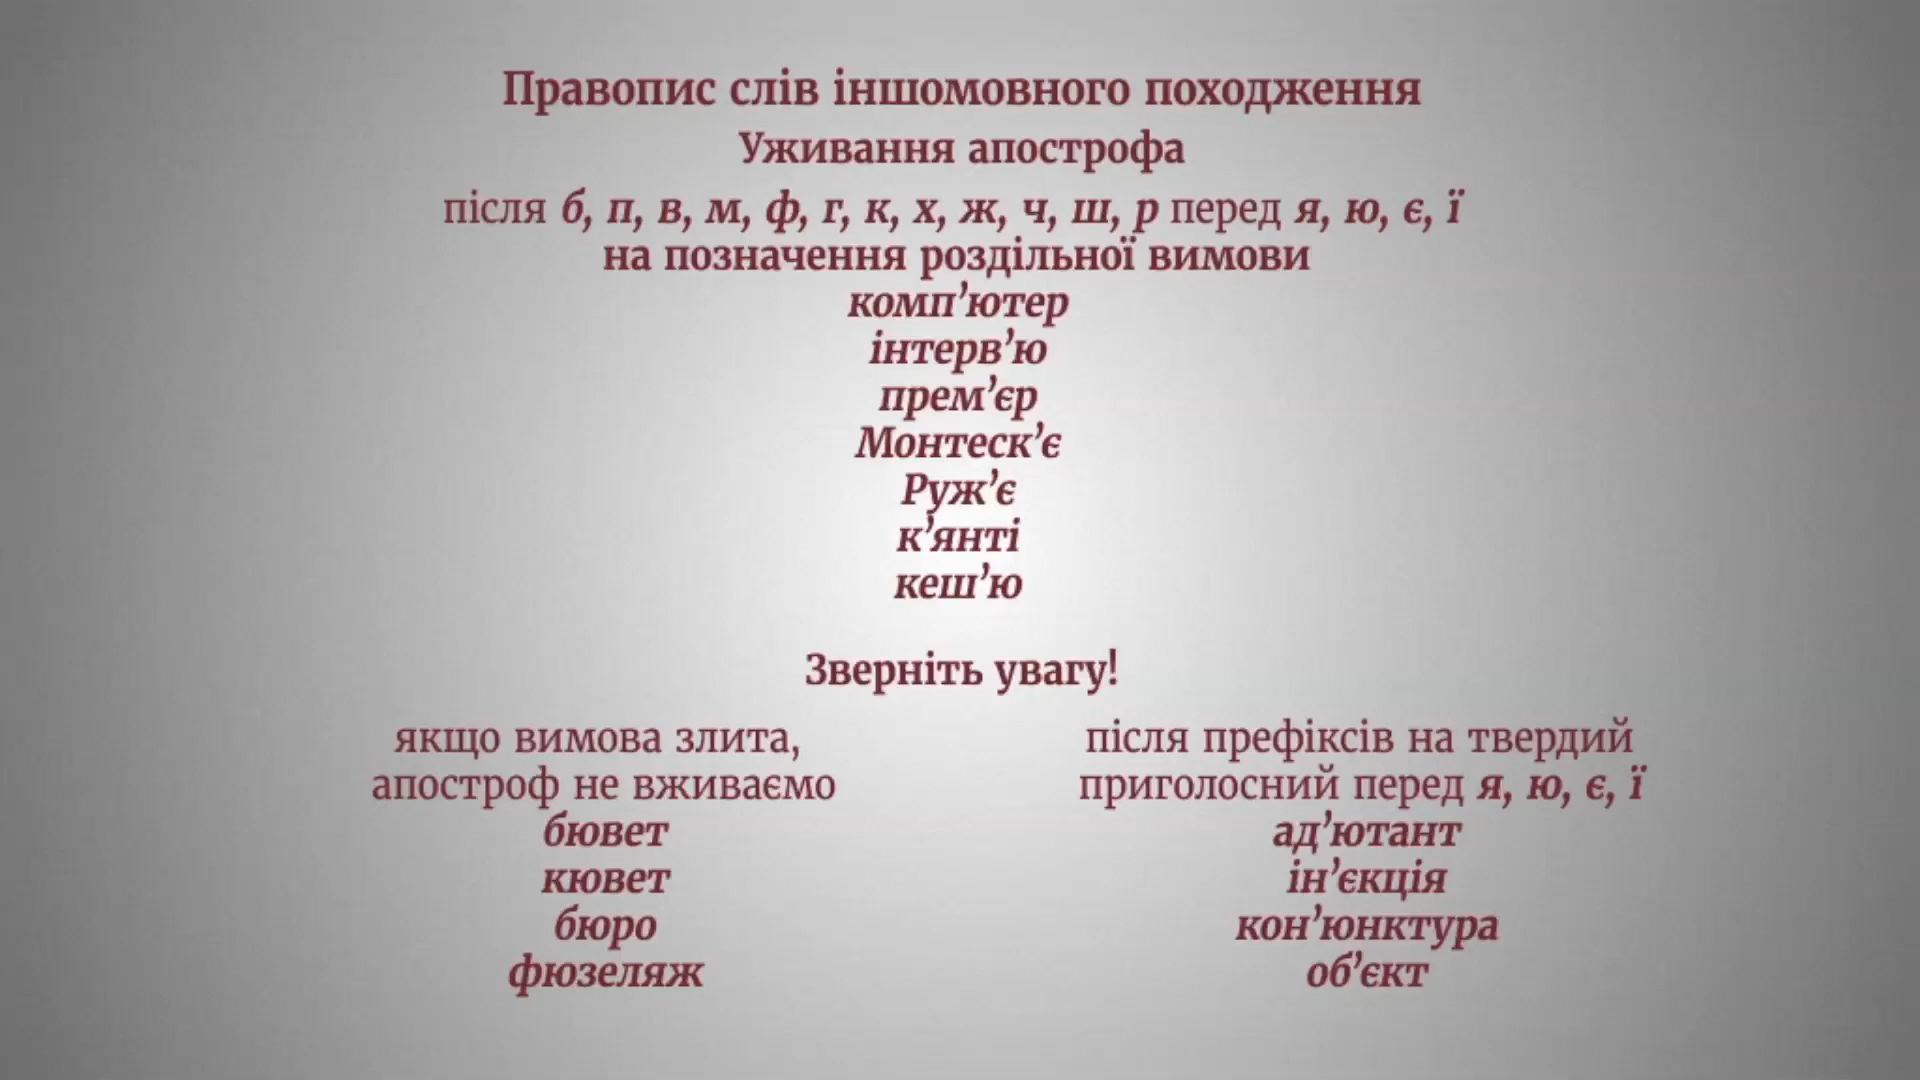 Правопис слів іншомовного походження
Уживання апострофа
після б, п, в, м, ф, г, к, х, ж, ч, ш, р перед я, ю, є, ї
на позначення роздільної вимови
комп’ютер
інтерв’ю
прем’єр
Монтеск’є
Руж’є
к’янті
кеш’ю
Зверніть увагу!
якщо вимова злита,
апостроф не вживаємо
бювет
кювет
бюро
фюзеляж
після префіксів на твердий
приголосний перед я, ю, є, ї
ад’ютант
ін’єкція
кон’юнктура
об’єкт